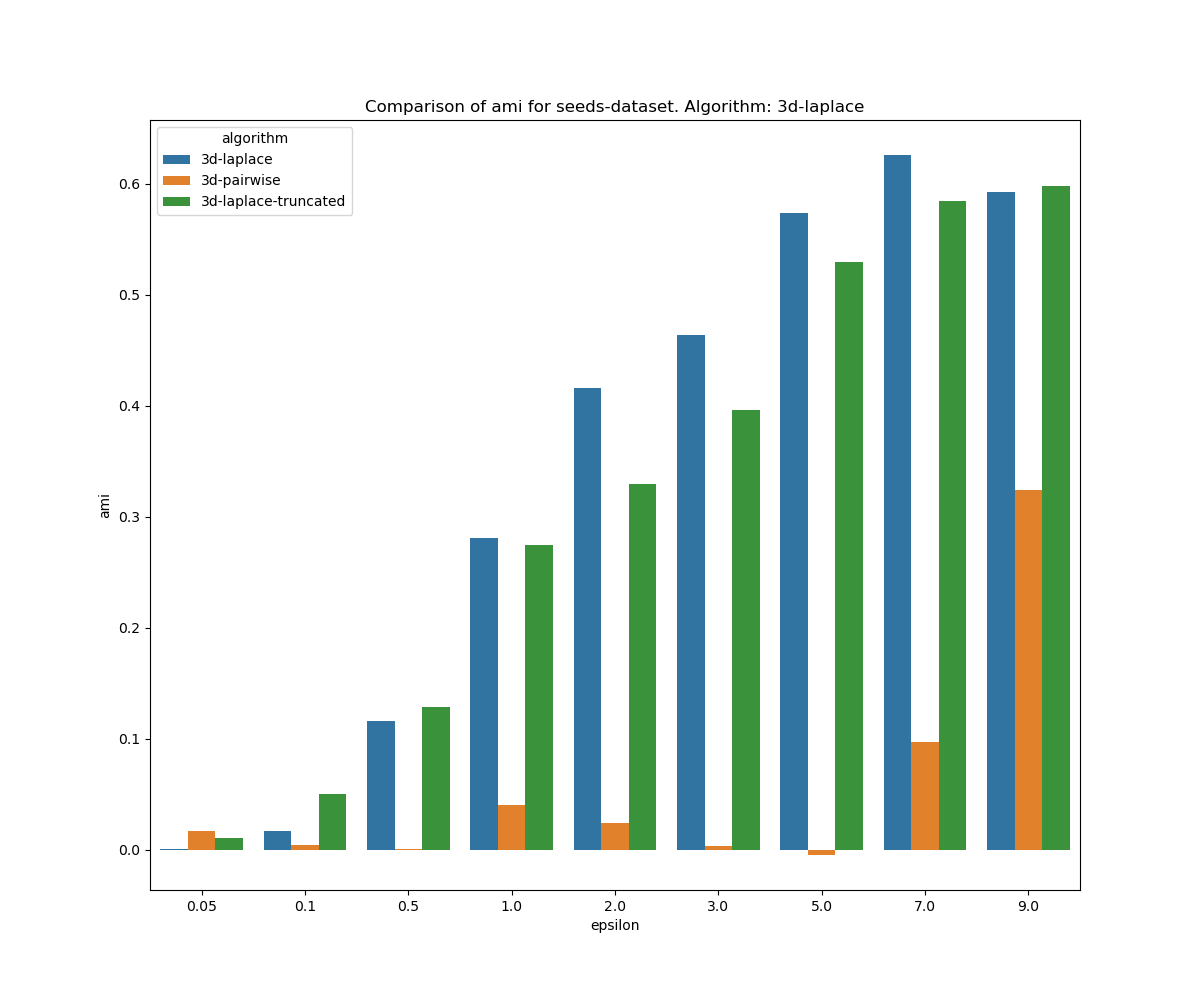 Comparison of ami for seeds-dataset. Algorithm: 3d-laplace
algorithm
3d-laplace
3d-pairwise
3d-laplace-truncated
0.6
0.5
0.4
0.3
0.2
0.1
0.0
ami
0.05 0.1 0.5 1.0 2.0 3.0 5.0 7.0 9.0
epsilon